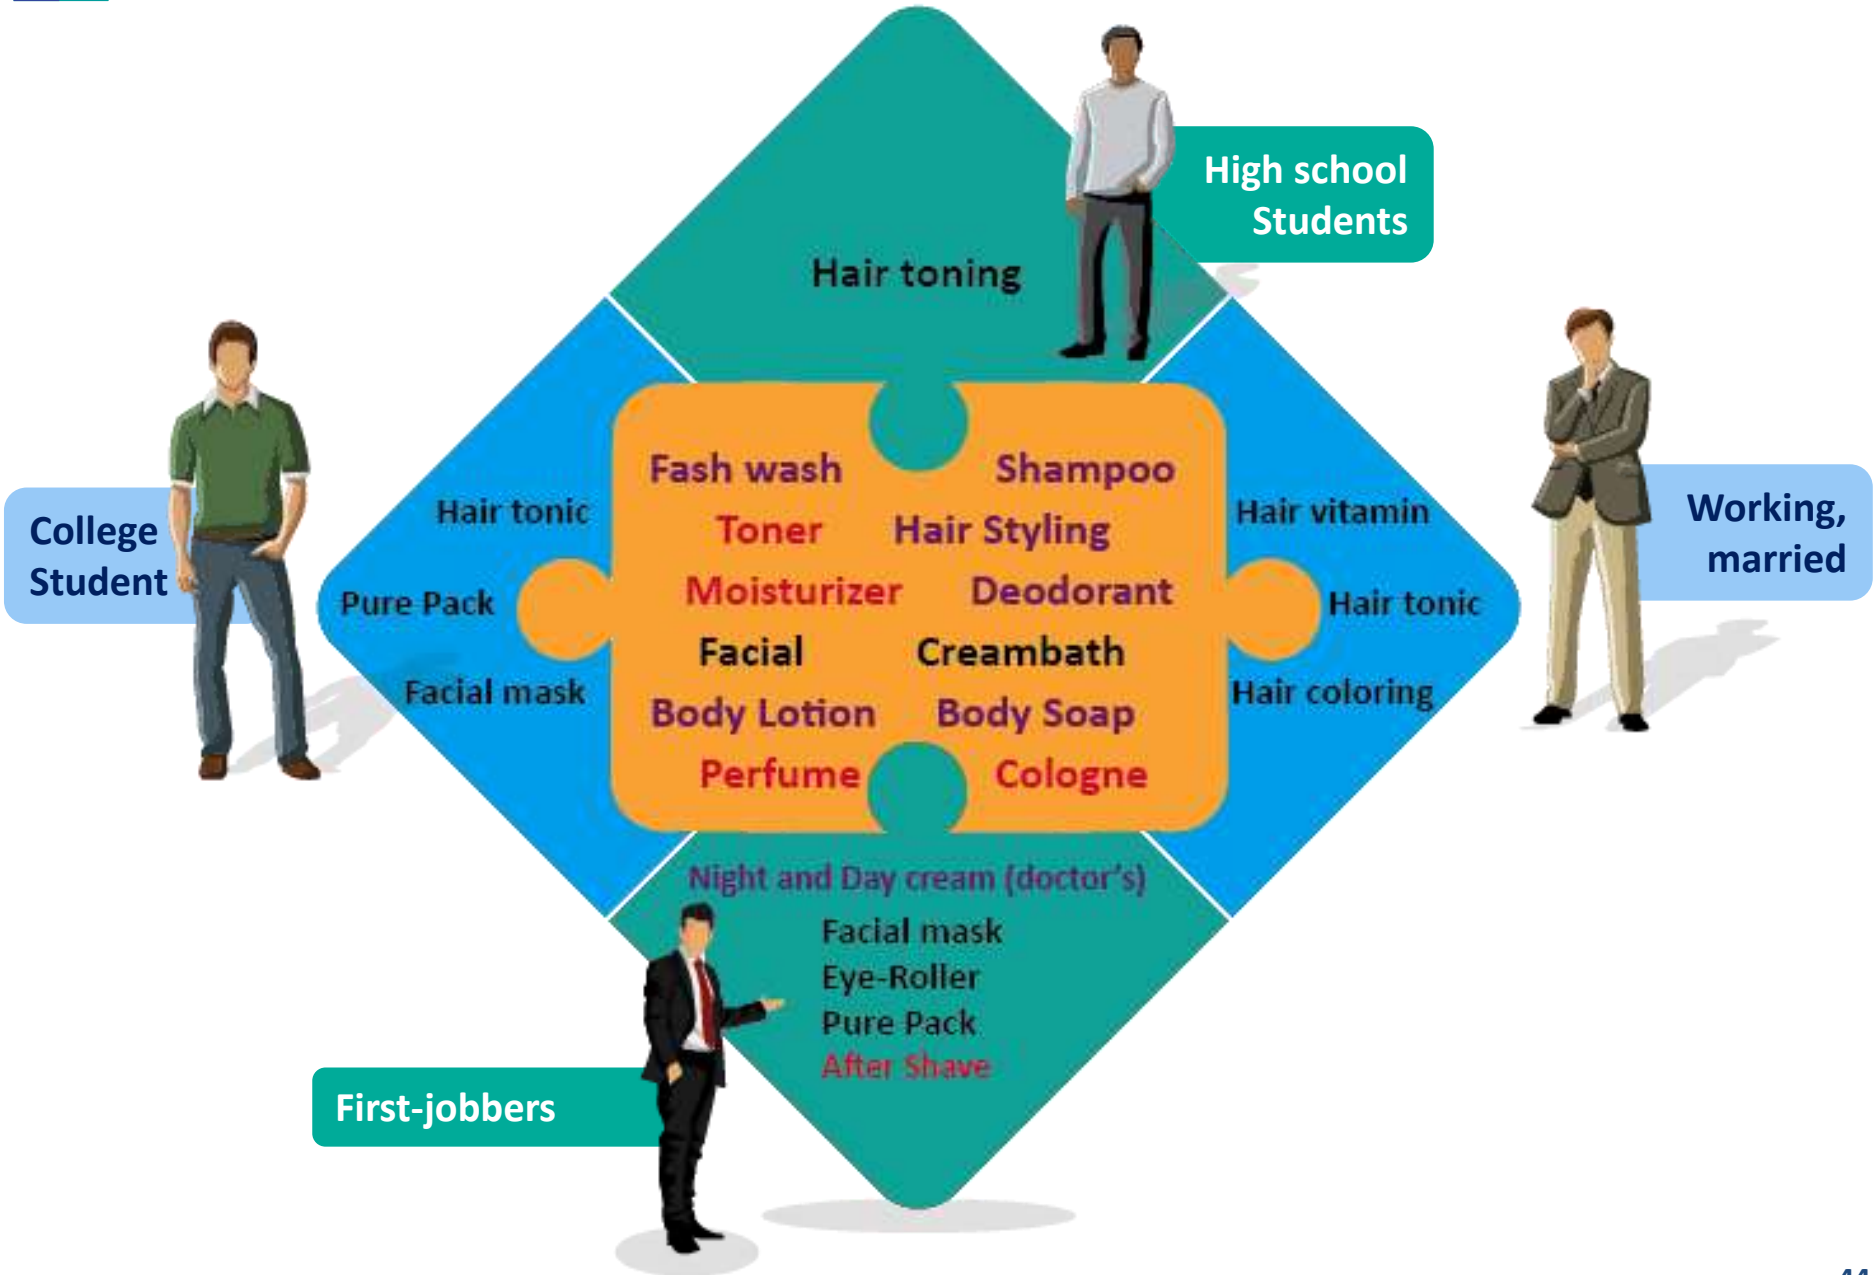 High school
Students
Hair toning
College
Student
Hair tonic
Pure Pack
Facial mask
Fash wash
Shampoo
Toner
Hair Styling
Moisturizer
Deodorant
Facial
Creambath
Body Lotion
Body Soap
Perfume
Cologne
Hair vitamin
Hair tonic
Hair coloring
Working,
married
Night and Day cream (doctor's)
Facial mask
Eye-Roller
Pure Pack
After Shave
First-jobbers